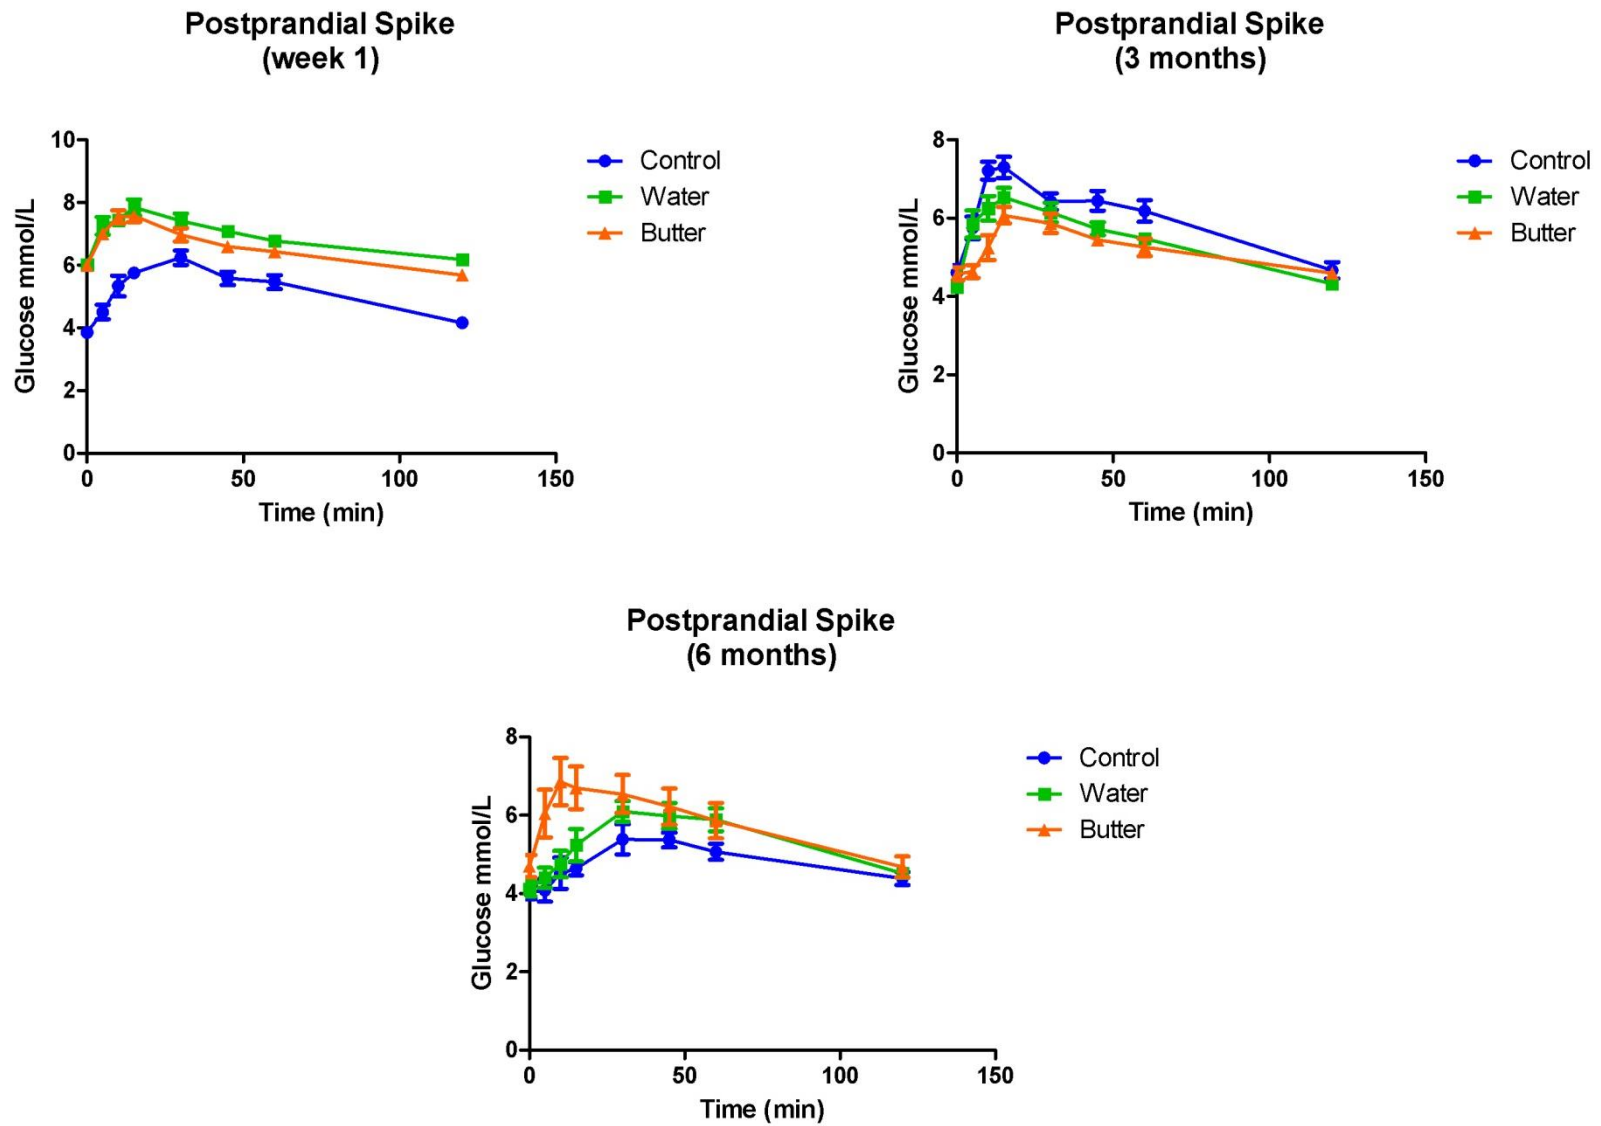 Postprandial Spike
(week 1)
10
8
6
4
2
0
0
50
100
150
Glucose mmol/L
Time (min)
Control
Water
Butter
Postprandial Spike
(3 months)
8
6
4
2
0
0
50
100
150
Glucose mmol/L
Time (min)
Control
Water
Butter
Postprandial Spike
(6 months)
8
6
4
2
0
0
50
100
150
Glucose mmol/L
Time (min)
Control
Water
Butter